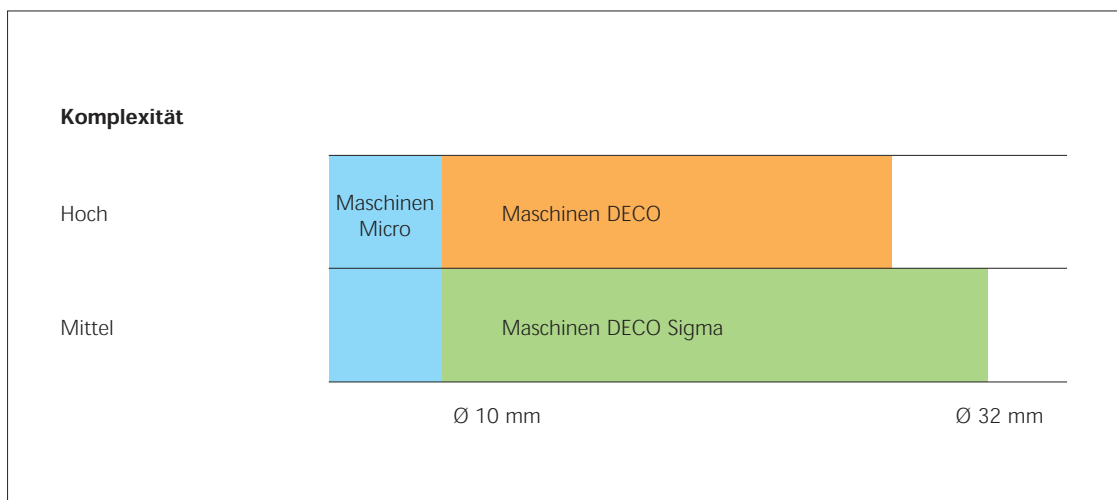 Komplexität
Hoch
Maschinen
Micro
Maschinen DECO
Mittel
Maschinen DECO Sigma
Ø 10 mm
Ø 32 mm